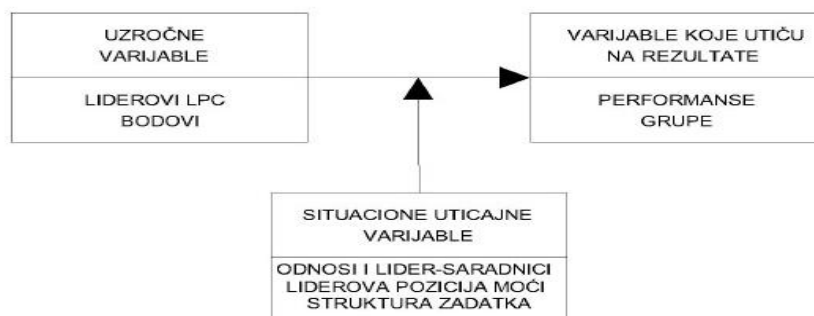 UZROČNE
VARIJABLE
LIDEROVI LPC
BODOVI
VARIJABLE KOJE UTIČU
NA REZULTATE
PERFORMANSE
GRUPE
SITUACIONE UTICAJNE
VARIJABLE
ODNOSI I LIDER-SARADNICI
LIDEROVA POZICIJA MOĆI
STRUKTURA ZADATKA